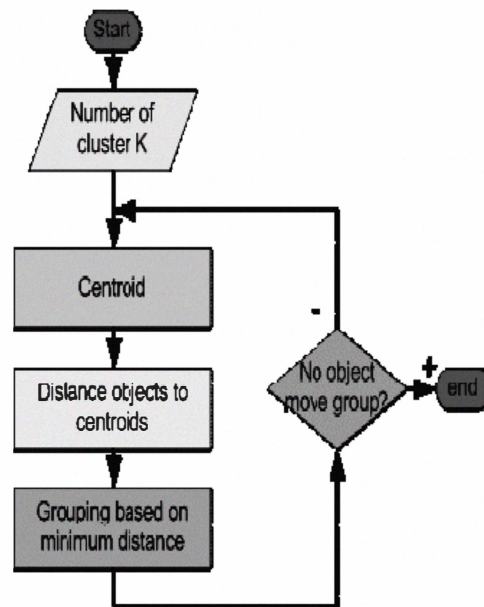 Start
Number of
cluster K
Centroid
Distance objects to
centroids
Grouping based on
minimum distance
-
No object
move group?
+
end